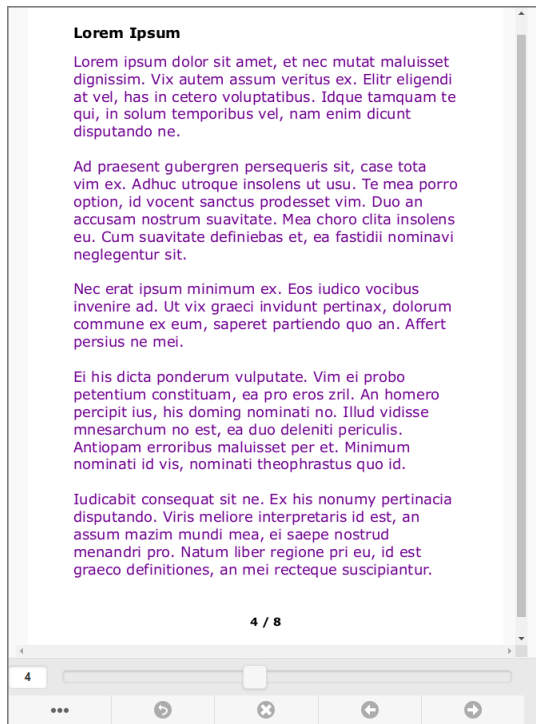 Lorem Ipsum
Lorem ipsum dolor sit amet, et nec mutat maluisset
dignissim. Vix autem assum veritus ex. Elitr eligendi
at vel, has in cetero voluptatibus. Idque tamquam te
qui, in solum temporibus vel, nam enim dicunt
disputando ne.
Ad praesent gubergren persequeris sit, case tota
vim ex. Adhuc utroque insolens ut usu. Te mea porro
option, id vocent sanctus prodesset vim. Duo an
accusam nostrum suavitate. Mea choro clita insolens
eu. Cum suavitate definiebas et, ea fastidii nominavi
neglegentur sit.
Nec erat ipsum minimum ex. Eos iudico vocibus
invenire ad. Ut vix graeci invidunt pertinax, dolorum
commune ex eum, saperet partiendo quo an. Affert
persius ne mei.
Ei his dicta ponderum vulputate. Vim ei probo
petentium constituam, ea pro eros zril. An homero
percipit ius, his doming nominati no. Illud vidisse
mnesarchum no est, ea duo deleniti periculis.
Antiopam erroribus maluisset per et. Minimum
nominati id vis, nominati theophrastus quo id.
Iudicabit consequat sit ne. Ex his nonumy pertinacia
disputando. Viris meliore interpretaris id est, an
assum mazim mundi mea, ei saepe nostrud
menandri pro. Natum liber regione pri eu, id est
graeco definitiones, an mei recteque suscipiantur.
4 / 8
4